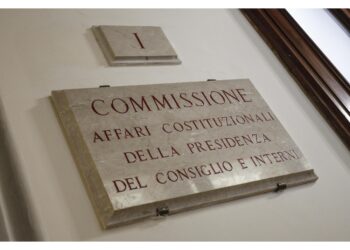 I
COMMISSIONE
AFFARI COSTITUZIONALI
DELLA PRESIDENZA
DEL CONSIGLIO E INTERNI